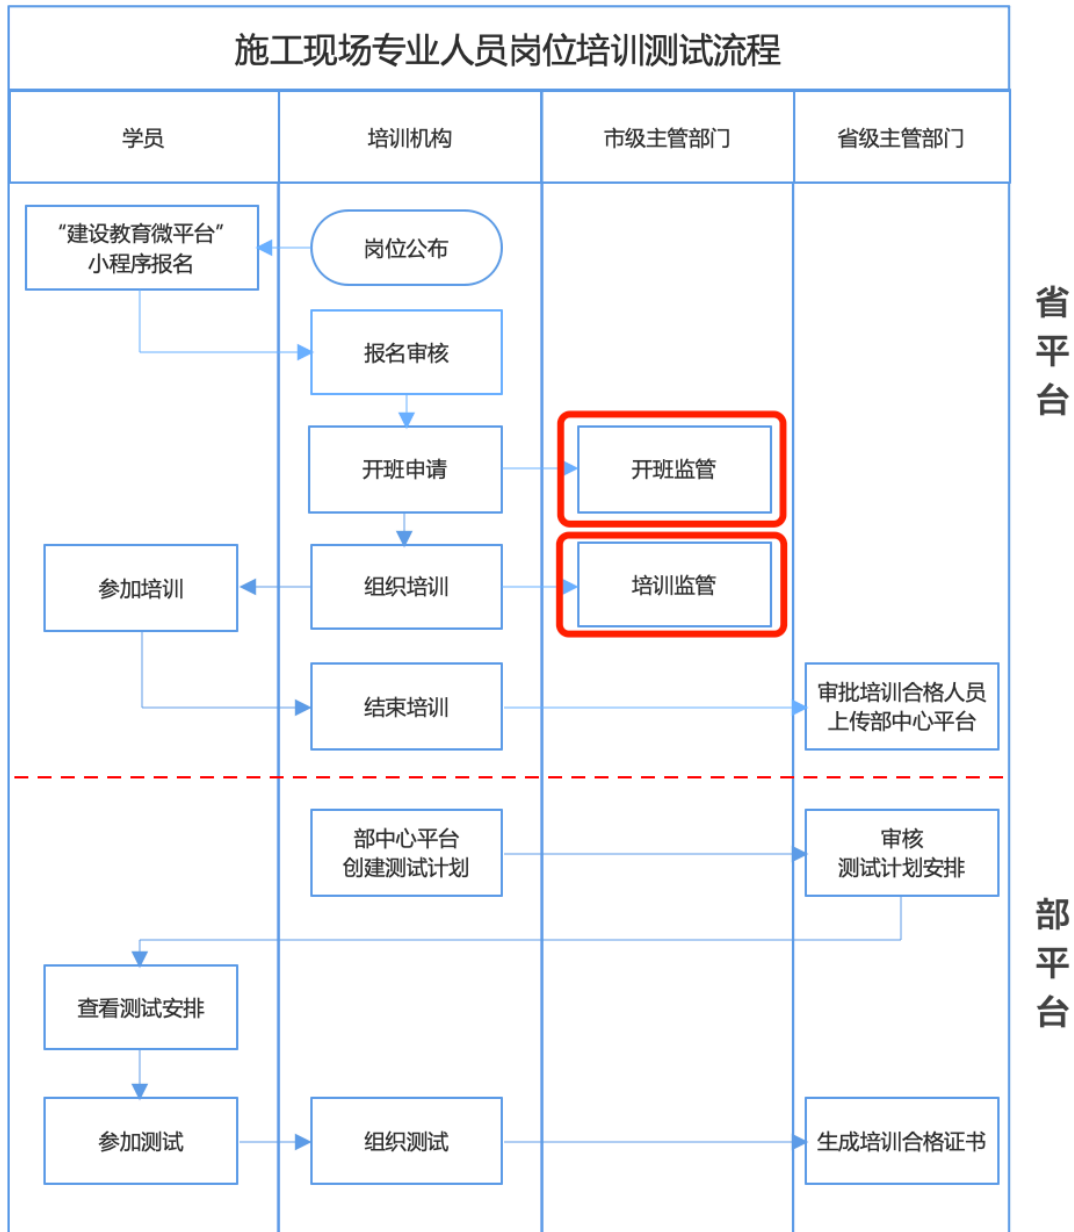 施工现场专业人员岗位培训测试流程
学员
培训机构
市级主管部门
省级主管部门
“建设教育微平台”
小程序报名
岗位公布
报名审核
开班申请
开班监管
参加培训
组织培训
培训监管
结束培训
审批培训合格人员
上传部中心平台
省
平
台
部中心平台
创建测试计划
审核
测试计划安排
查看测试安排
参加测试
组织测试
生成培训合格证书
部
平
台